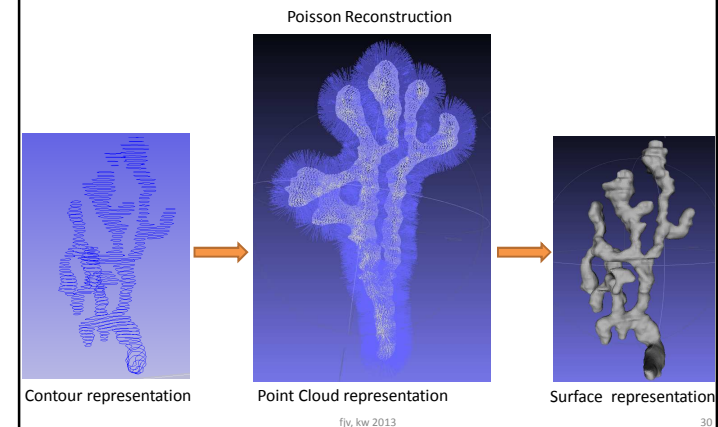 Poisson Reconstruction
Contour representation
Point Cloud representation
Surface representation
fjv, kw 2013
30